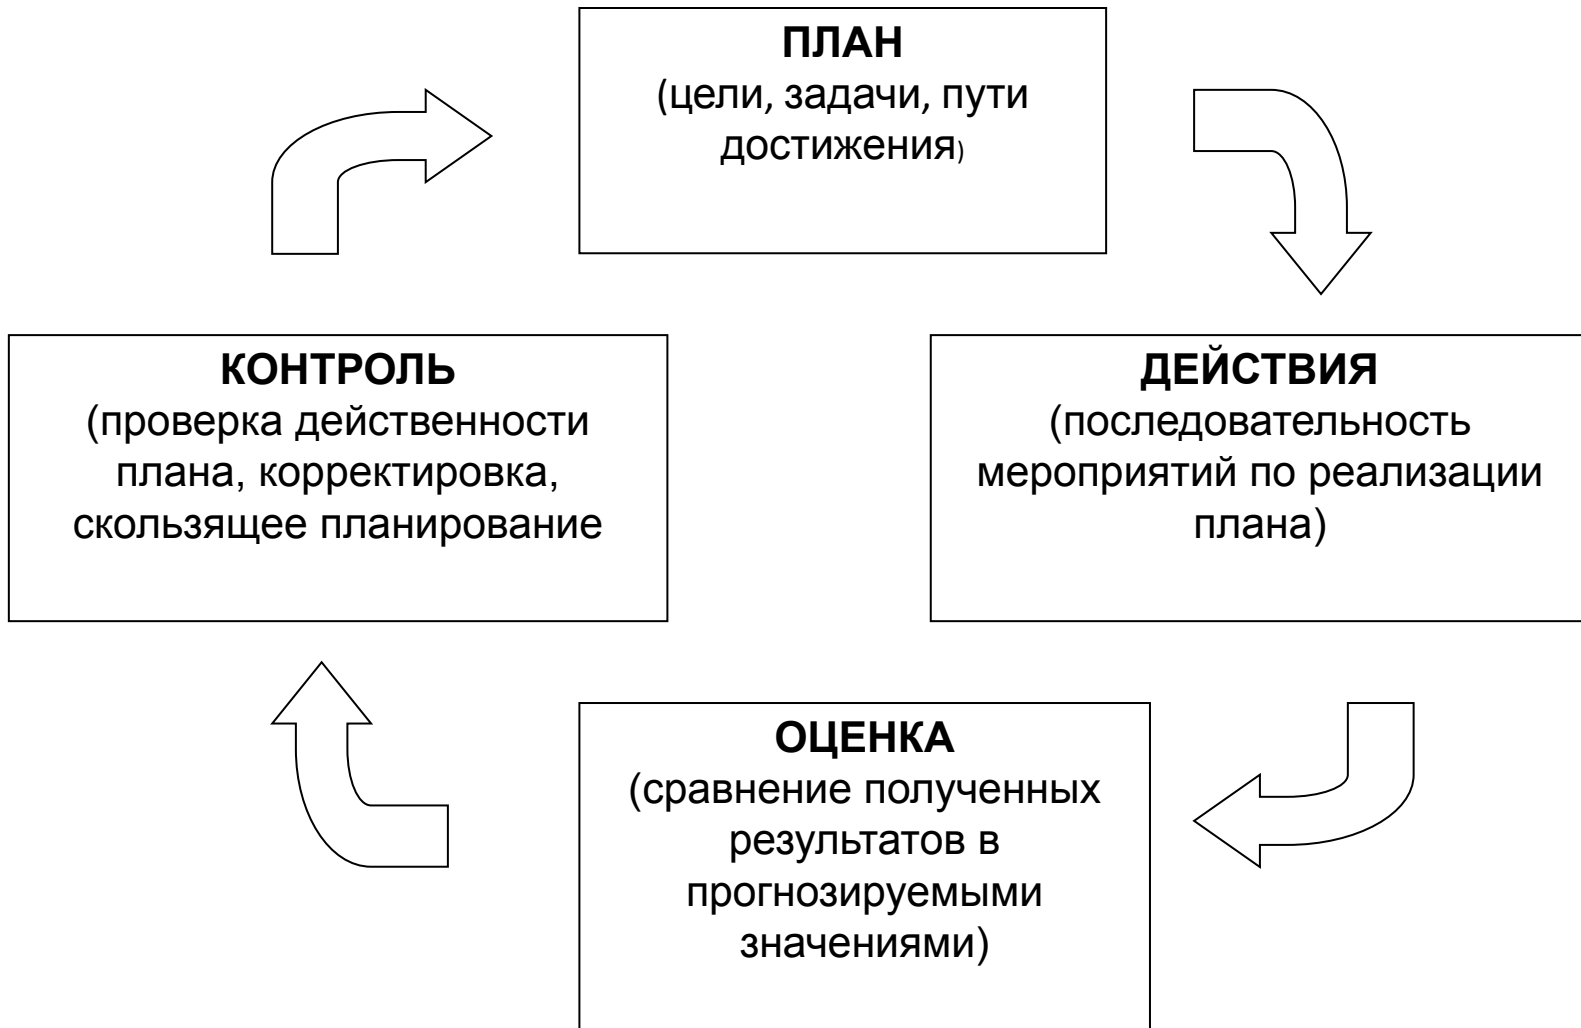 ПЛАН
(цели, задачи, пути
достижения)
КОНТРОЛЬ
(проверка действенности
плана, корректировка,
скользящее планирование
ДЕЙСТВИЯ
(последовательность
мероприятий по реализации
плана)
ОЦЕНКА
(сравнение полученных
результатов в
прогнозируемыми
значениями)